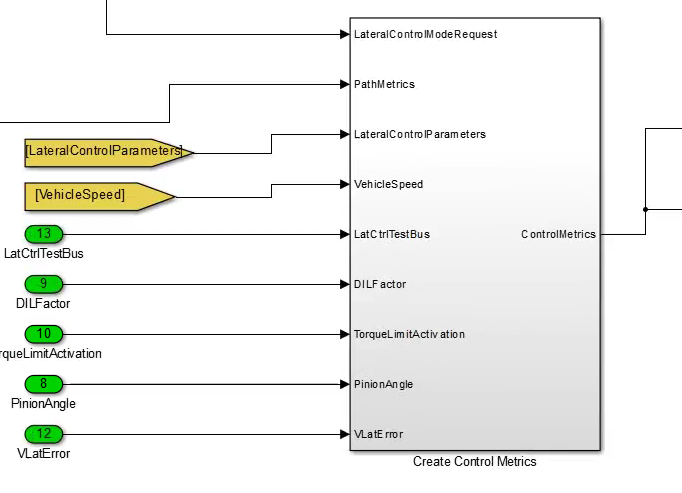 LateralControlModeRequest
PathMetrics
[LateralControlParameters]
LateralControlParameters
[VehicleSpeed]
VehicleSpeed
13
LatCtrlTestBus
LatCtrlTestBus
ControlMetrics
9
DILFactor
DILFactor
10
rqueLimitActivation
TorqueLimitActivation
8
PinionAngle
PinionAngle
12
VLatError
VLatError
Create Control Metrics